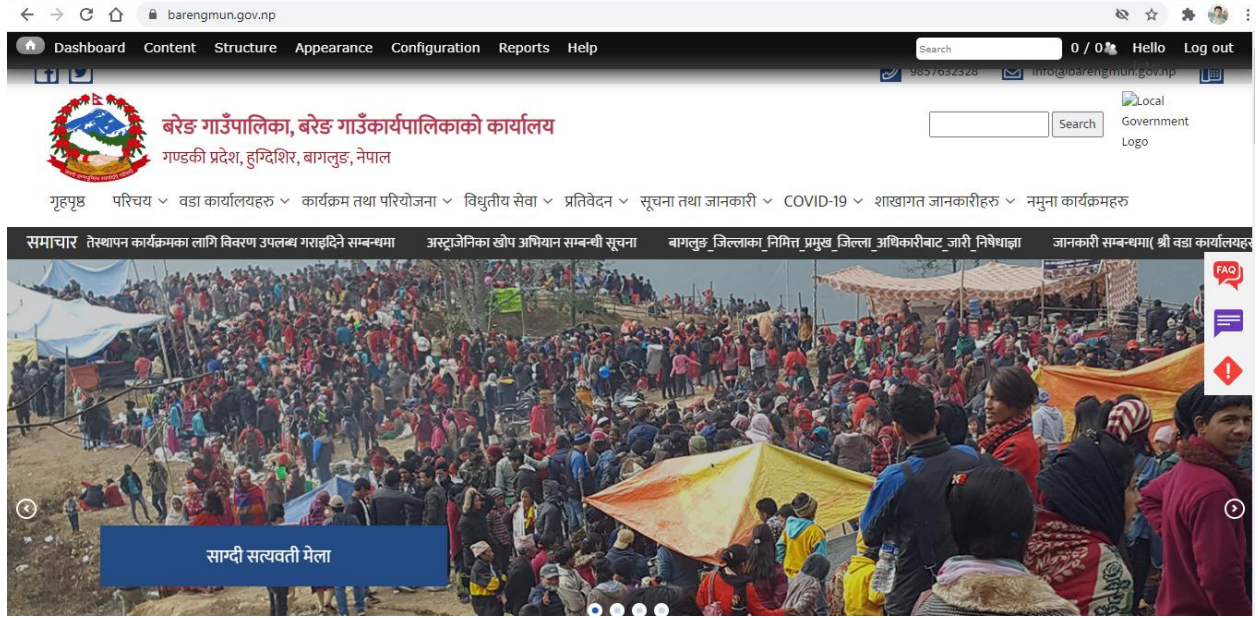 barengmun.gov.np
Dashboard Content Structure Appearance Configuration Reports Help Search 0 / 0 Hello Log out
9857632328 info@barengmun.gov.np
बरेङ गाउँपालिका, बरेङ गाउँकार्यपालिकाको कार्यालय
गण्डकी प्रदेश, हुग्दिशिर, बागलुङ, नेपाल
Search
Local
Government
Logo
गृहपृष्ठ परिचय वडा कार्यालयहरु कार्यक्रम तथा परियोजना विधुतीय सेवा प्रतिवेदन सूचना तथा जानकारी COVID-19 शाखागत जानकारीहरु नमुना कार्यक्रमहरु
समाचार तेस्थापन कार्यक्रमका लागि विवरण उपलब्ध गराइदिने सम्बन्धमा अस्ट्राजेनिका खोप अभियान सम्बन्धी सूचना बागलुङ_जिल्लाका_निमित्त_प्रमुख_जिल्ला_अधिकारीबाट_जारी_निषेधाज्ञा जानकारी सम्बन्धमा( श्री वडा कार्यालयहरु
FAQ
साग्दी सत्यवती मेला